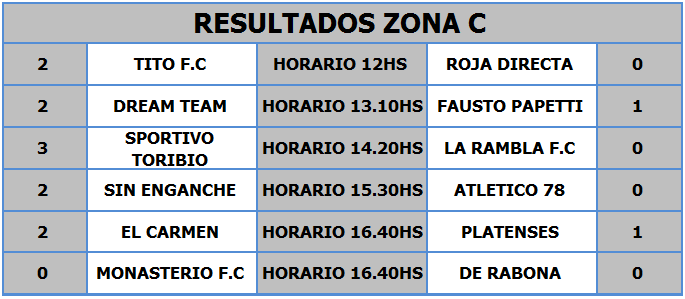 RESULTADOS ZONA C
2 TITO F.C HORARIO 12HS ROJA DIRECTA 0
2 DREAM TEAM HORARIO 13.10HS FAUSTO PAPETTI 1
3 SPORTIVO TORIBIO HORARIO 14.20HS LA RAMBLA F.C 0
2 SIN ENGANCHE HORARIO 15.30HS ATLETICO 78 0
2 EL CARMEN HORARIO 16.40HS PLATENSES 1
0 MONASTERIO F.C HORARIO 16.40HS DE RABONA 0